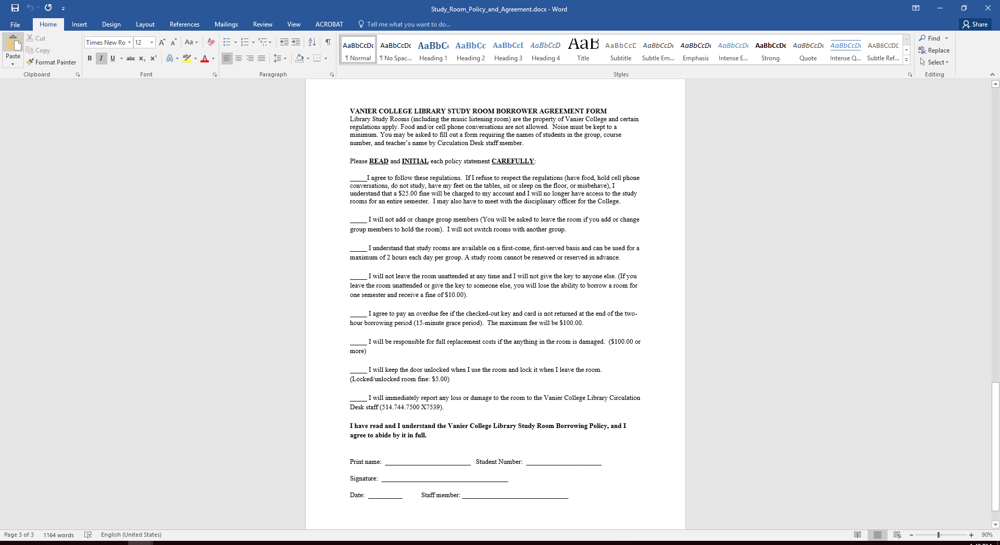 Study_Room_Policy_and_Agreement.docx - Word
File Home Insert Design Layout References Mailings Review View ACROBAT Tell me what you want to do... Share
Paste
Cut
Copy
Format Painter
Clipboard
Times New Ro 12
Aa
B I U abc x₂ x²
Font
Paragraph
AaBbCcDc AaBbCcDc AaBbC AaBbCc AaBbCcI AaBbCcD AaB AaBbCcD AaBbCcDc AaBbCcDc AaBbCcDc AaBbCcDc AaBbCcDc AaBbCcDc AABBCCDE
¶ Normal ¶ No Spac... Heading 1 Heading 2 Heading 3 Heading 4 Title Subtitle Subtle Em... Emphasis Intense E... Strong Quote Intense Q... Subtle Ref...
Styles
Find
Replace
Select
Editing
VANIER COLLEGE LIBRARY STUDY ROOM BORROWER AGREEMENT FORM
Library Study Rooms (including the music listening room) are the property of Vanier College and certain
regulations apply. Food and/or cell phone conversations are not allowed.  Noise must be kept to a
minimum. You may be asked to fill out a form requiring the names of students in the group, course
number, and teacher’s name by Circulation Desk staff member.
Please READ and INITIAL each policy statement CAREFULLY:
_____I agree to follow these regulations.  If I refuse to respect the regulations (have food, hold cell phone
conversations, do not study, have my feet on the tables, sit or sleep on the floor, or misbehave), I
understand that a $25.00 fine will be charged to my account and I will no longer have access to the study
rooms for an entire semester.  I may also have to meet with the disciplinary officer for the College.
_____ I will not add or change group members (You will be asked to leave the room if you add or change
group members to hold the room).  I will not switch rooms with another group.
_____ I understand that study rooms are available on a first-come, first-served basis and can be used for a
maximum of 2 hours each day per group. A study room cannot be renewed or reserved in advance.
_____ I will not leave the room unattended at any time and I will not give the key to anyone else. (If you
leave the room unattended or give the key to someone else, you will lose the ability to borrow a room for
one semester and receive a fine of $10.00).
_____ I agree to pay an overdue fee if the checked-out key and card is not returned at the end of the two-
hour borrowing period (15-minute grace period).  The maximum fee will be $100.00.
_____ I will be responsible for full replacement costs if the anything in the room is damaged.  ($100.00 or
more)
_____ I will keep the door unlocked when I use the room and lock it when I leave the room.
(Locked/unlocked room fine: $5.00)
_____ I will immediately report any loss or damage to the room to the Vanier College Library Circulation
Desk staff (514.744.7500 X7539).
I have read and I understand the Vanier College Library Study Room Borrowing Policy, and I
agree to abide by it in full.
Print name: _________________________ Student Number: ______________________
Signature: _____________________________________
Date: __________ Staff member: _______________________________
Page 3 of 3 1164 words English (United States) 90%